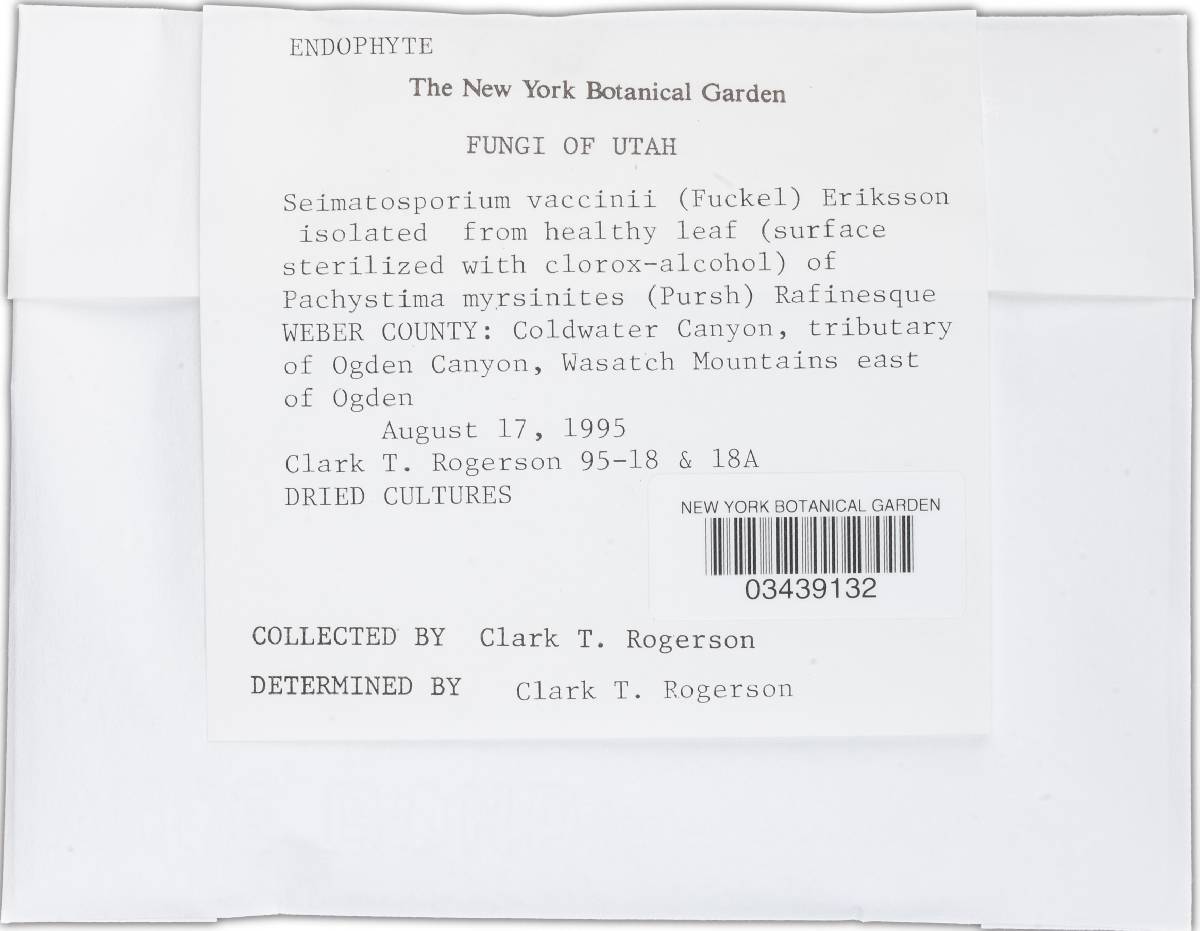 ENDOPHYTE
The New York Botanical Garden
FUNGI OF UTAH
Seimatosporium vaccinii (Fuckel) Eriksson
isolated from healthy leaf (surface
sterilized with clorox-alcohol) of
Pachystima myrsinites (Pursh) Rafinesque
WEBER COUNTY: Coldwater Canyon, tributary
of Ogden Canyon, Wasatch Mountains east
of Ogden
August 17, 1995
Clark T. Rogerson 95-18 & 18A
DRIED CULTURES
NEW YORK BOTANICAL GARDEN
03439132
COLLECTED BY Clark T. Rogerson
DETERMINED BY Clark T. Rogerson